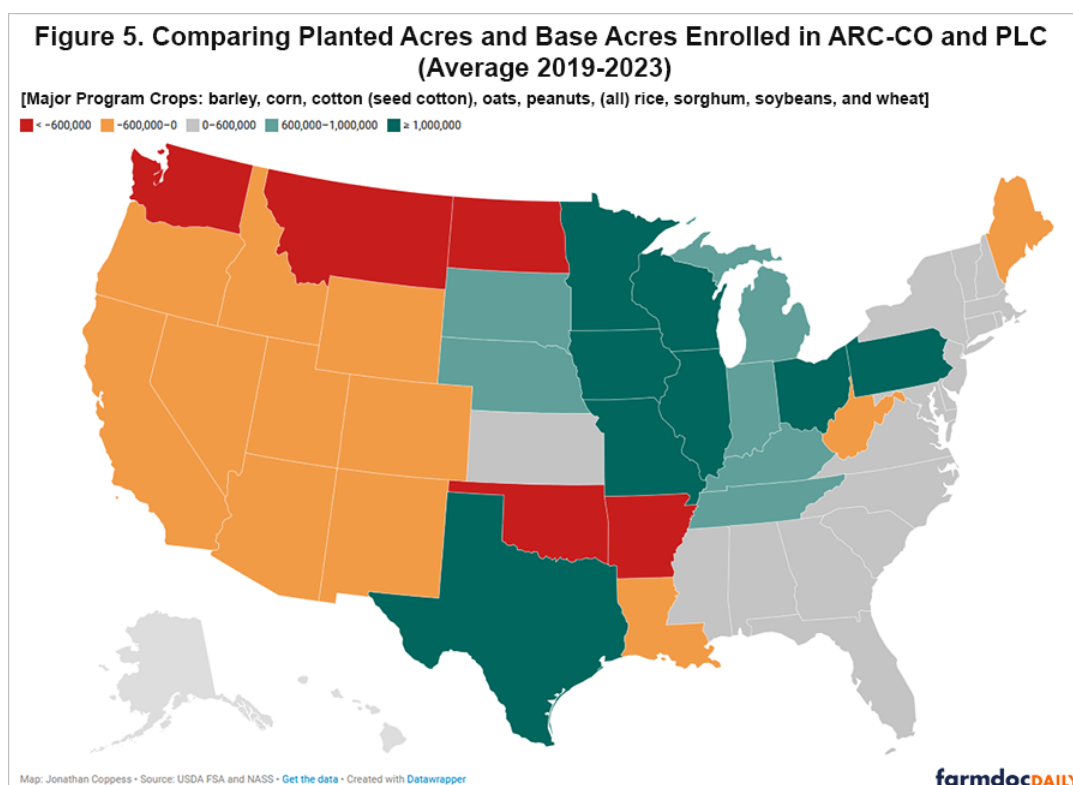 Figure 5. Comparing Planted Acres and Base Acres Enrolled in ARC-CO and PLC
(Average 2019-2023)
[Major Program Crops: barley, corn, cotton (seed cotton), oats, peanuts, (all) rice, sorghum, soybeans, and wheat]
< -600,000 -600,000–0 0–600,000 600,000–1,000,000 ≥ 1,000,000
Map: Jonathan Coppess • Source: USDA FSA and NASS • Get the data • Created with Datawrapper
farmdocDAILY